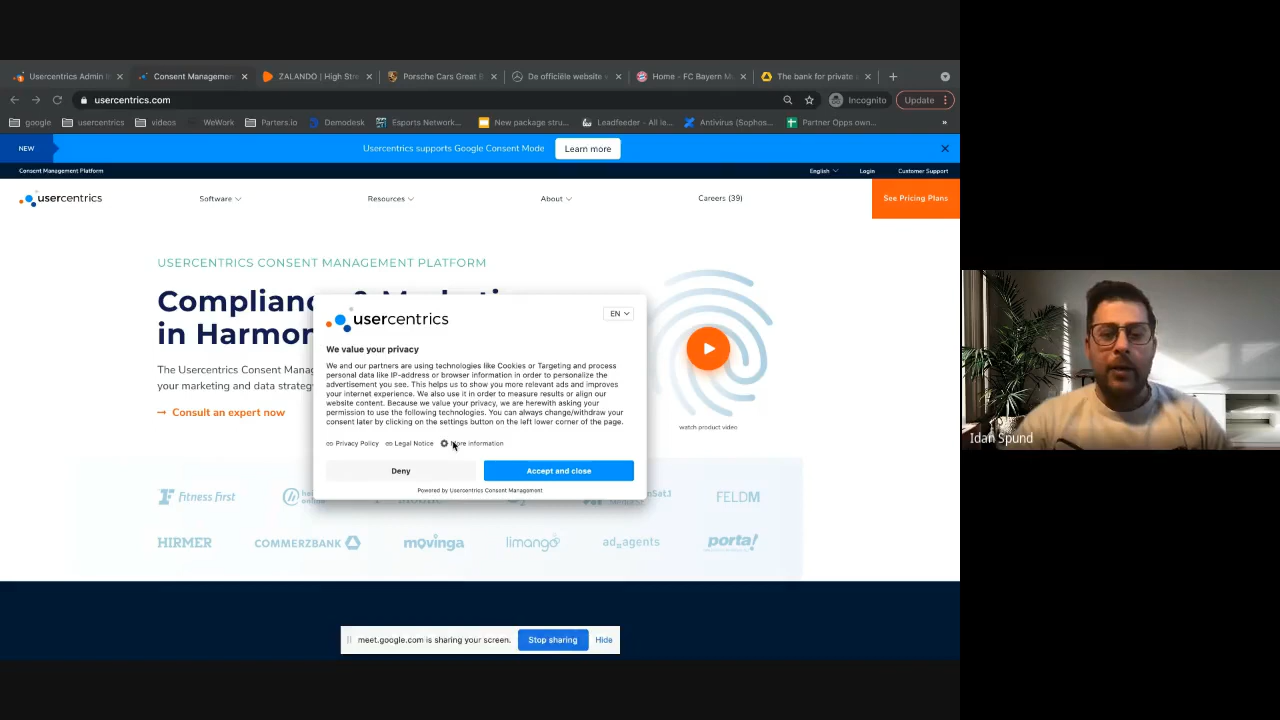 Usercentrics Admin
Consent Managemen
ZALANDO | High Str
Porsche Cars Great B
De officiële website
Home - FC Bayern M
The bank for private
usercentrics.com
Incognito
Update
google
usercentrics
videos
WeWork
Parters.io
Demodesk
Esports Network...
New package stru...
Leadfeeder - All le...
Antivirus (Sophos...
Partner Opps own...
»
NEW
Usercentrics supports Google Consent Mode
Learn more
Consent Management Platform
English
Login
Customer Support
usercentrics
Software
Resources
About
Careers (39)
See Pricing Plans
USERCENTRICS CONSENT MANAGEMENT PLATFORM
Complianc
in Harmon
The Usercentrics Consent Mana
your marketing and data strateg
→ Consult an expert now
watch product video
usercentrics
EN
We value your privacy
We and our partners are using technologies like Cookies or Targeting and process
personal data like IP-address or browser information in order to personalize the
advertisement you see. This helps us to show you more relevant ads and improves
your internet experience. We also use it in order to measure results or align our
website content. Because we value your privacy, we are herewith asking your
permission to use the following technologies. You can always change/withdraw your
consent later by clicking on the settings button on the left lower corner of the page.
Privacy Policy
Legal Notice
More information
Deny
Accept and close
Powered by Usercentrics Consent Management
fitness first
FELDM
HIRMER
COMMERZBANK
movinga
limango
ad agents
porta!
meet.google.com is sharing your screen.
Stop sharing
Hide
Idan Spund